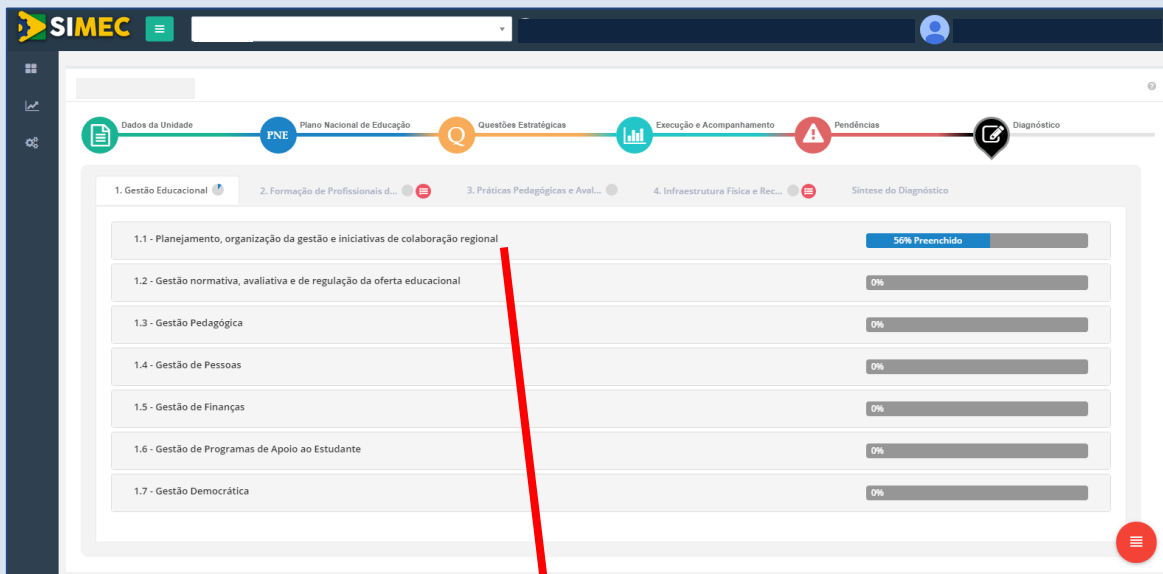 SIMEC
Dados da Unidade
PNE
Plano Nacional de Educação
Q
Questões Estratégicas
Execução e Acompanhamento
Pendências
Diagnóstico
1. Gestão Educacional
2. Formação de Profissionais d...
3. Práticas Pedagógicas e Aval...
4. Infraestrutura Física e Rec...
Síntese do Diagnóstico
1.1 - Planejamento, organização da gestão e iniciativas de colaboração regional
56% Preenchido
1.2 - Gestão normativa, avaliativa e de regulação da oferta educacional
0%
1.3 - Gestão Pedagógica
0%
1.4 - Gestão de Pessoas
0%
1.5 - Gestão de Finanças
0%
1.6 - Gestão de Programas de Apoio ao Estudante
0%
1.7 - Gestão Democrática
0%